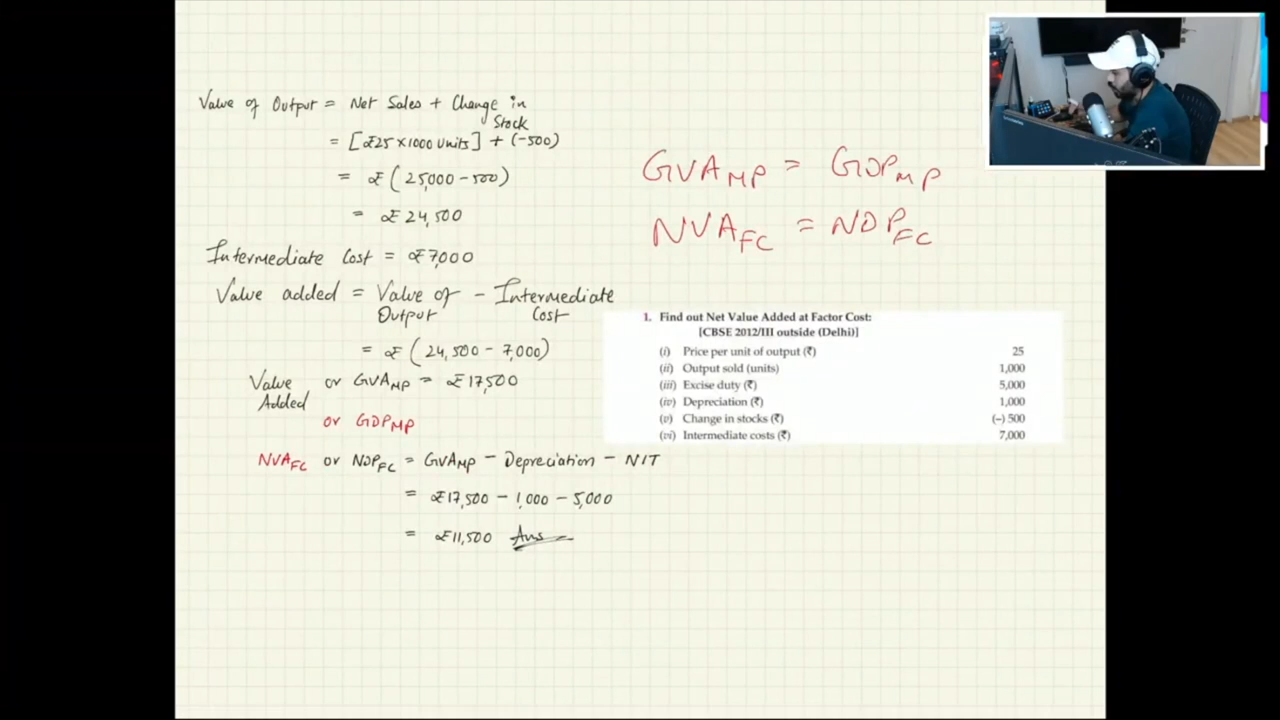 Value of Output = Net Sales + Change in Stock
= [₹25 × 1000 units] + (-500)
= ₹ (25,000 - 500)
= ₹ 24,500
Intermediate Cost = ₹7,000
Value added = Value of Output - Intermediate Cost
= ₹ (24,500 - 7,000)
Value Added or GVAMP = ₹17,500
or GDPMP
NVAFC or NDPFC = GVAMP - Depreciation - NIT
= ₹17,500 - 1,000 - 5,000
= ₹11,500 Ans
GVAMP = GDPMP
NVAFC = NDPFC
1. Find out Net Value Added at Factor Cost:
[CBSE 2012/III outside (Delhi)]
(i) Price per unit of output (₹) 25
(ii) Output sold (units) 1,000
(iii) Excise duty (₹) 5,000
(iv) Depreciation (₹) 1,000
(v) Change in stocks (₹) (–) 500
(vi) Intermediate costs (₹) 7,000